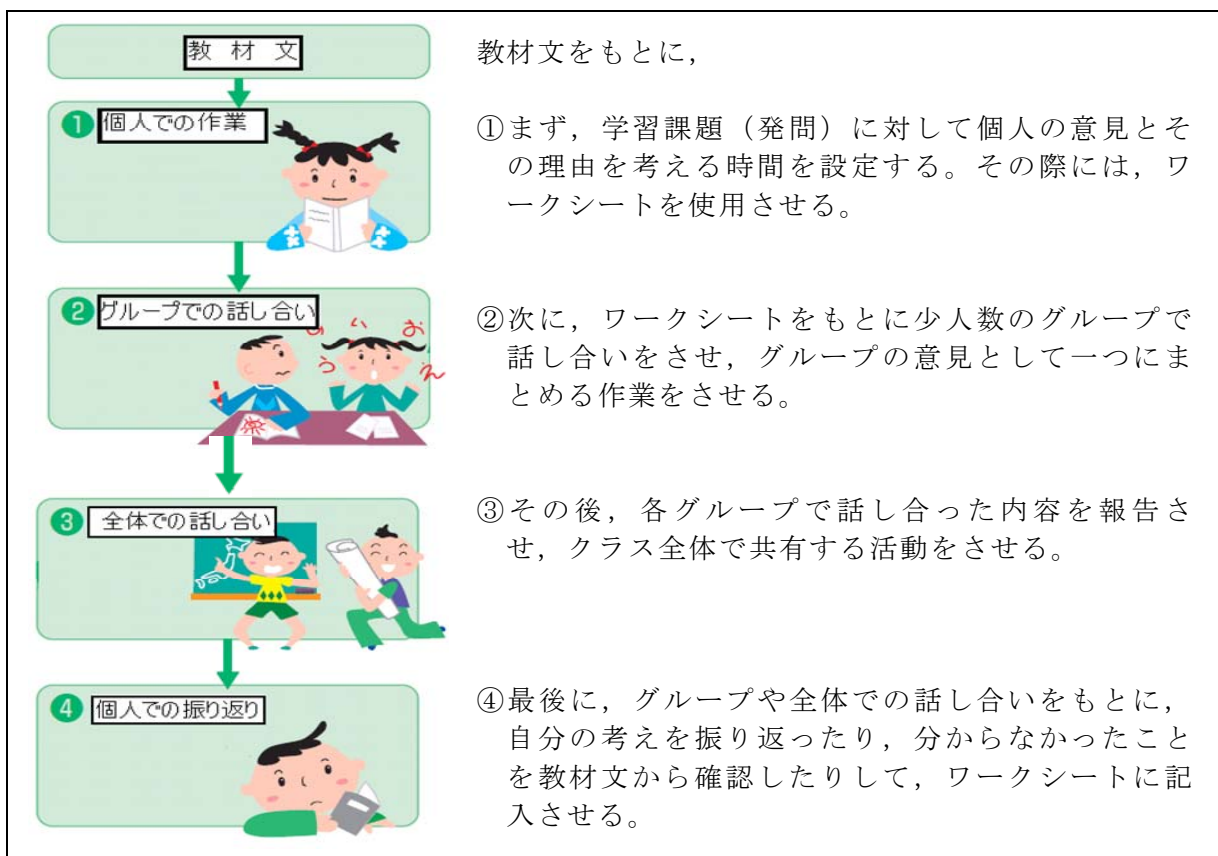 教 材 文
教材文をもとに，
❶ 個人での作業
①まず，学習課題（発問）に対して個人の意見とそ
の理由を考える時間を設定する。その際には，ワ
ークシートを使用させる。
❷ グループでの話し合い
あ い お
う え
②次に，ワークシートをもとに少人数のグループで
話し合いをさせ，グループの意見として一つにま
とめる作業をさせる。
❸ 全体での話し合い
③その後，各グループで話し合った内容を報告さ
せ，クラス全体で共有する活動をさせる。
❹ 個人での振り返り
④最後に，グループや全体での話し合いをもとに，
自分の考えを振り返ったり，分からなかったこと
を教材文から確認したりして，ワークシートに記
入させる。